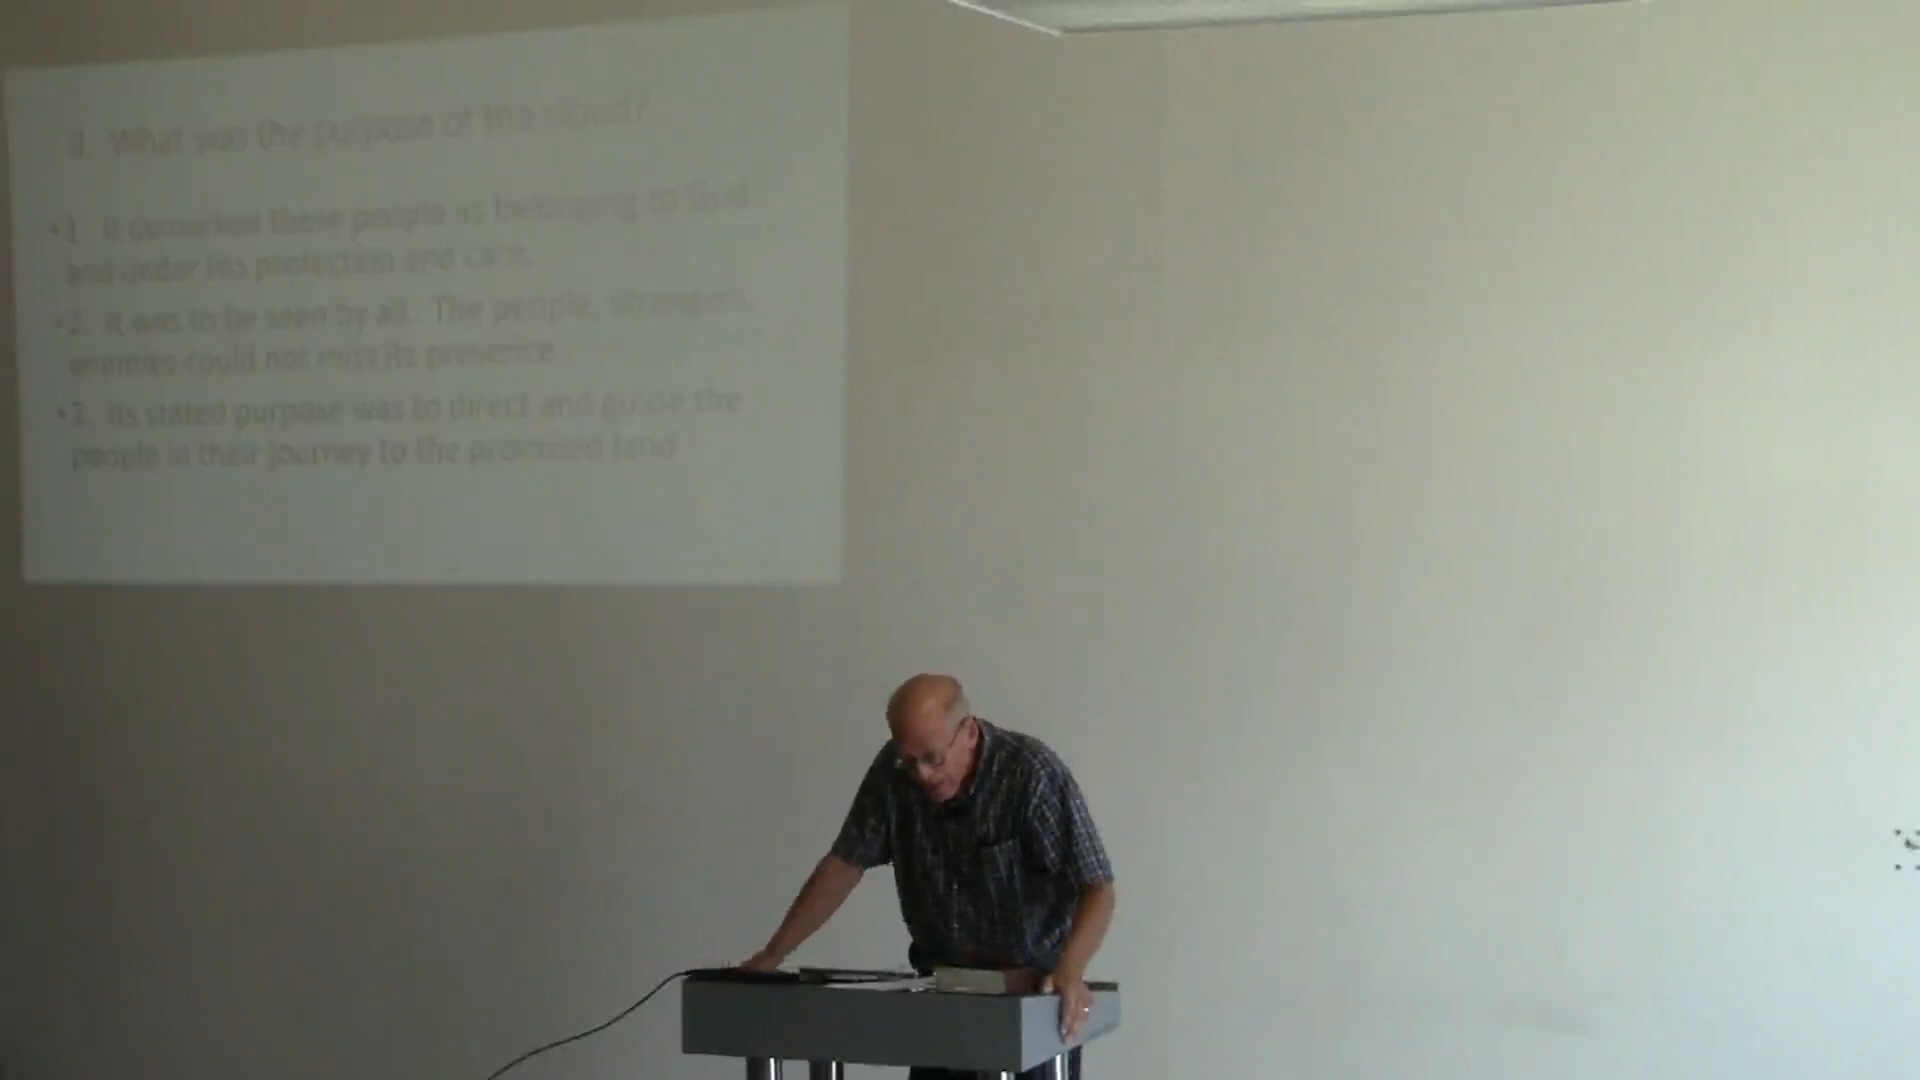 II. What was the purpose of the cloud?
• 1. It demarked these people as belonging to God
and under His protection and care.
• 2. It was to be seen by all. The people, strangers,
enemies could not miss its presence
• 3. Its stated purpose was to direct and guide the
people in their journey to the promised land